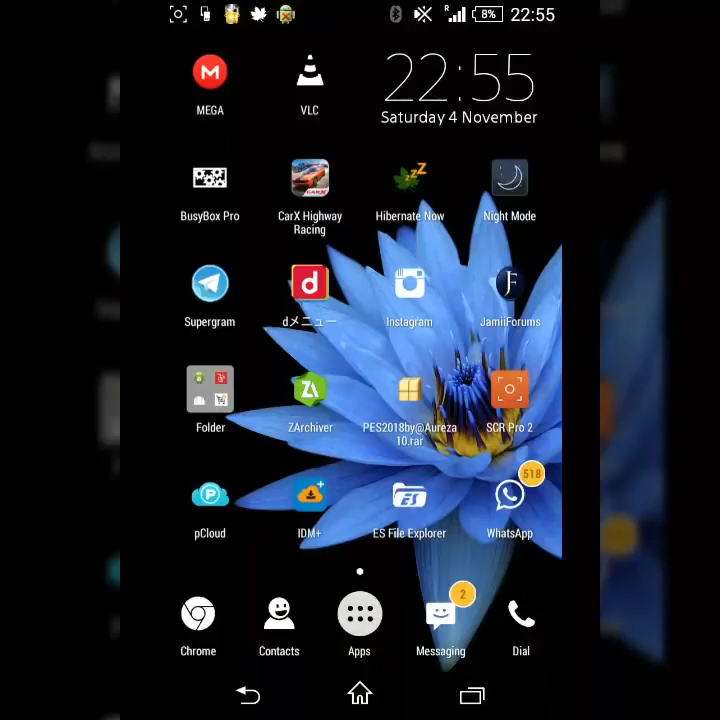 R 8% 22:55
22:55
Saturday 4 November
MEGA
VLC
BusyBox Pro
CarX Highway
Racing
Hibernate Now
Night Mode
Supergram
dメニュー
Instagram
JamiiForums
Folder
ZArchiver
PES2018by@Aureza
10.rar
SCR Pro 2
518
pCloud
IDM+
ES File Explorer
WhatsApp
2
Chrome
Contacts
Apps
Messaging
Dial